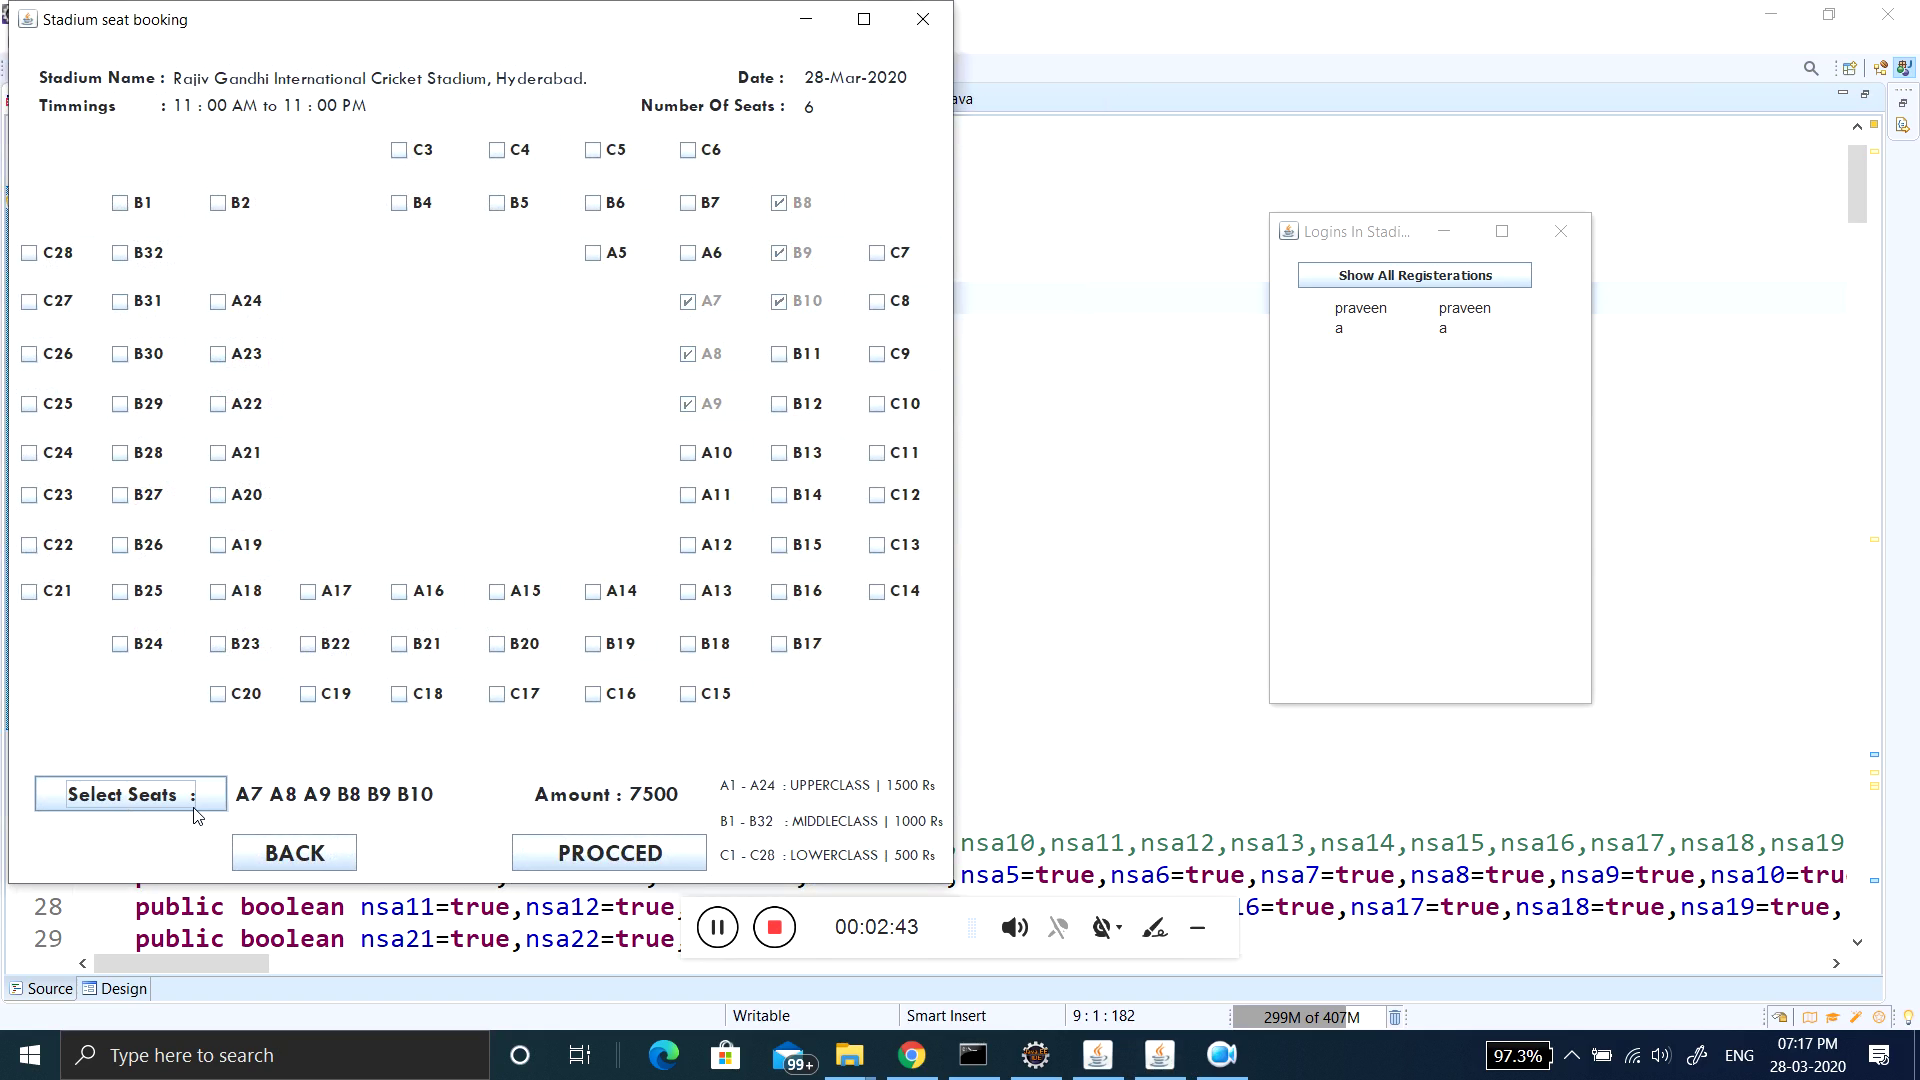 Stadium seat booking
Stadium Name : Rajiv Gandhi International Cricket Stadium, Hyderabad. Date : 28-Mar-2020
Timmings : 11 : 00 AM to 11 : 00 PM Number Of Seats : 6
C3 C4 C5 C6
B1 B2 B4 B5 B6 B7 B8
C28 B32 A5 A6 B9 C7
C27 B31 A24 A7 B10 C8
C26 B30 A23 A8 B11 C9
C25 B29 A22 A9 B12 C10
C24 B28 A21 A10 B13 C11
C23 B27 A20 A11 B14 C12
C22 B26 A19 A12 B15 C13
C21 B25 A18 A17 A16 A15 A14 A13 B16 C14
B24 B23 B22 B21 B20 B19 B18 B17
C20 C19 C18 C17 C16 C15
Select Seats : A7 A8 A9 B8 B9 B10 Amount : 7500
A1 - A24 : UPPERCLASS | 1500 Rs
B1 - B32 : MIDDLECLASS | 1000 Rs
C1 - C28 : LOWERCLASS | 500 Rs
BACK PROCCED
ava
Logins In Stadi...
Show All Registerations
praveen praveen
a a
,nsa10,nsa11,nsa12,nsa13,nsa14,nsa15,nsa16,nsa17,nsa18,nsa19
,nsa5=true,nsa6=true,nsa7=true,nsa8=true,nsa9=true,nsa10=tru
28 public boolean nsa11=true,nsa12=true, 16=true,nsa17=true,nsa18=true,nsa19=true,
29 public boolean nsa21=true,nsa22=true,
00:02:43
Source Design
Writable Smart Insert 9 : 1 : 182 299M of 407M
Type here to search
99+
97.3% ENG 07:17 PM
28-03-2020